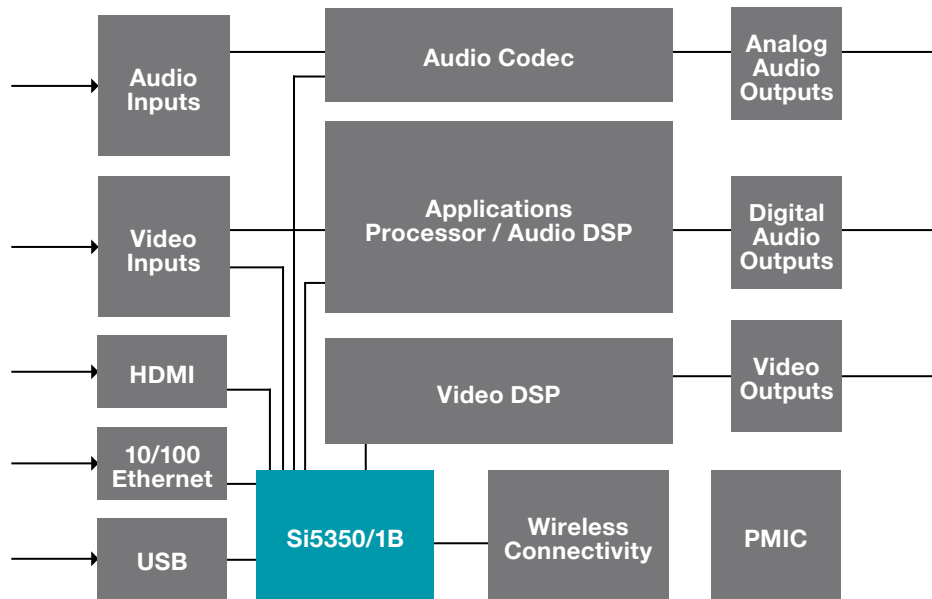 Audio
Inputs
Audio Codec
Analog
Audio
Outputs
Video
Inputs
Applications
Processor / Audio DSP
Digital
Audio
Outputs
HDMI
Video DSP
Video
Outputs
10/100
Ethernet
USB
Si5350/1B
Wireless
Connectivity
PMIC